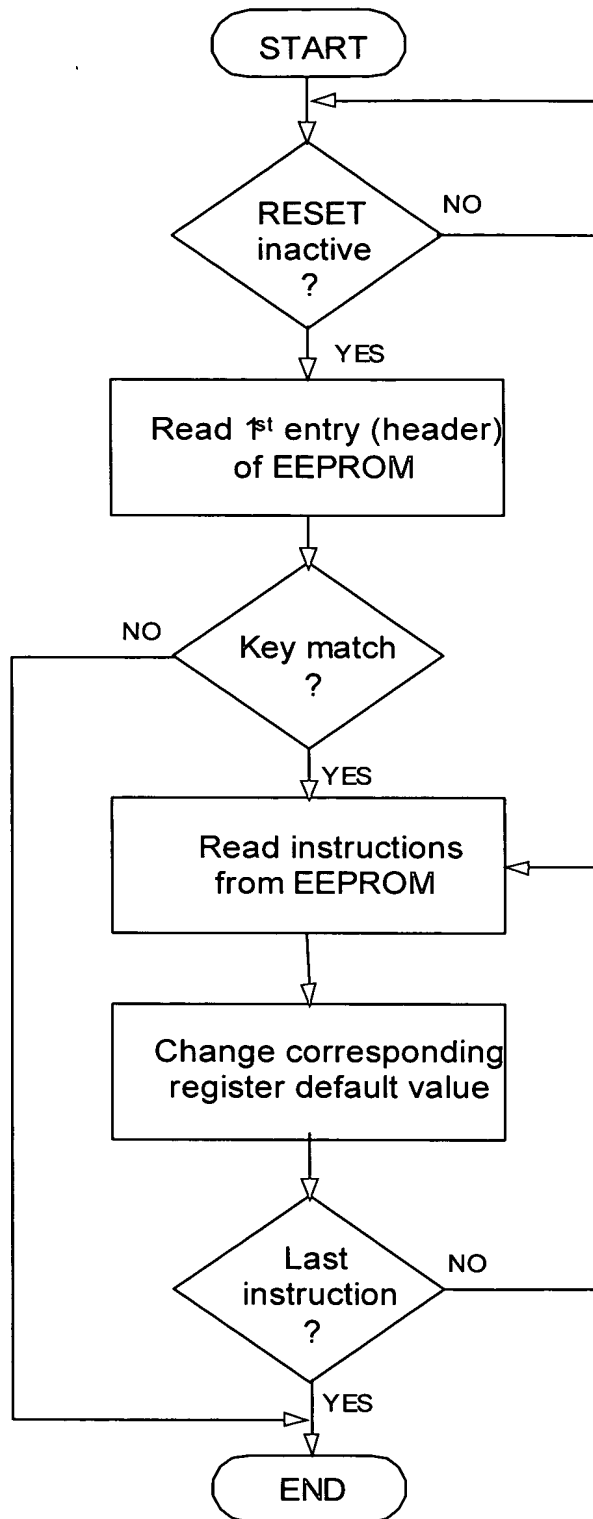 START
RESET
inactive
?
NO
YES
Read 1st entry (header)
of EEPROM
NO
Key match
?
YES
Read instructions
from EEPROM
Change corresponding
register default value
Last
instruction
?
NO
YES
END